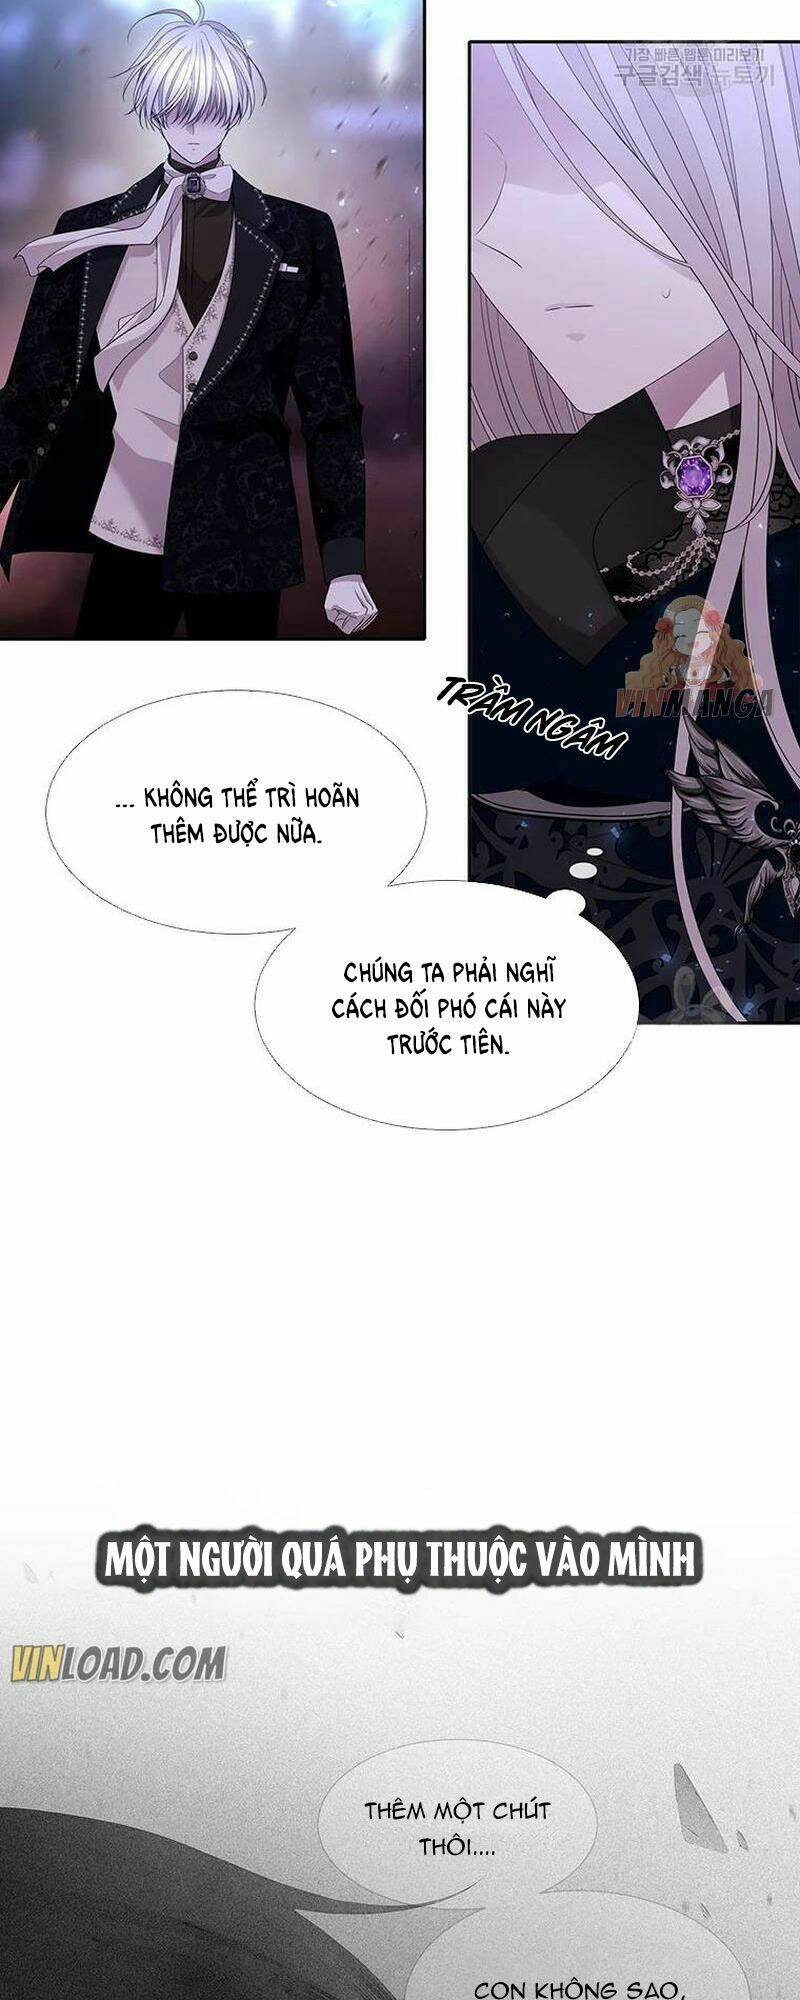 가장 빠른 웹툰 미리보기
구글검색 뉴토끼
VINMANGA
TRẦM NGÂM
... KHÔNG THỂ TRÌ HOÃN
THÊM ĐƯỢC NỮA.
CHÚNG TA PHẢI NGHĨ
CÁCH ĐỐI PHÓ CÁI NÀY
TRƯỚC TIÊN.
MỘT NGƯỜI QUÁ PHỤ THUỘC VÀO MÌNH
VINLOAD.COM
THÊM MỘT CHÚT
THÔI....
CON KHÔNG SAO,